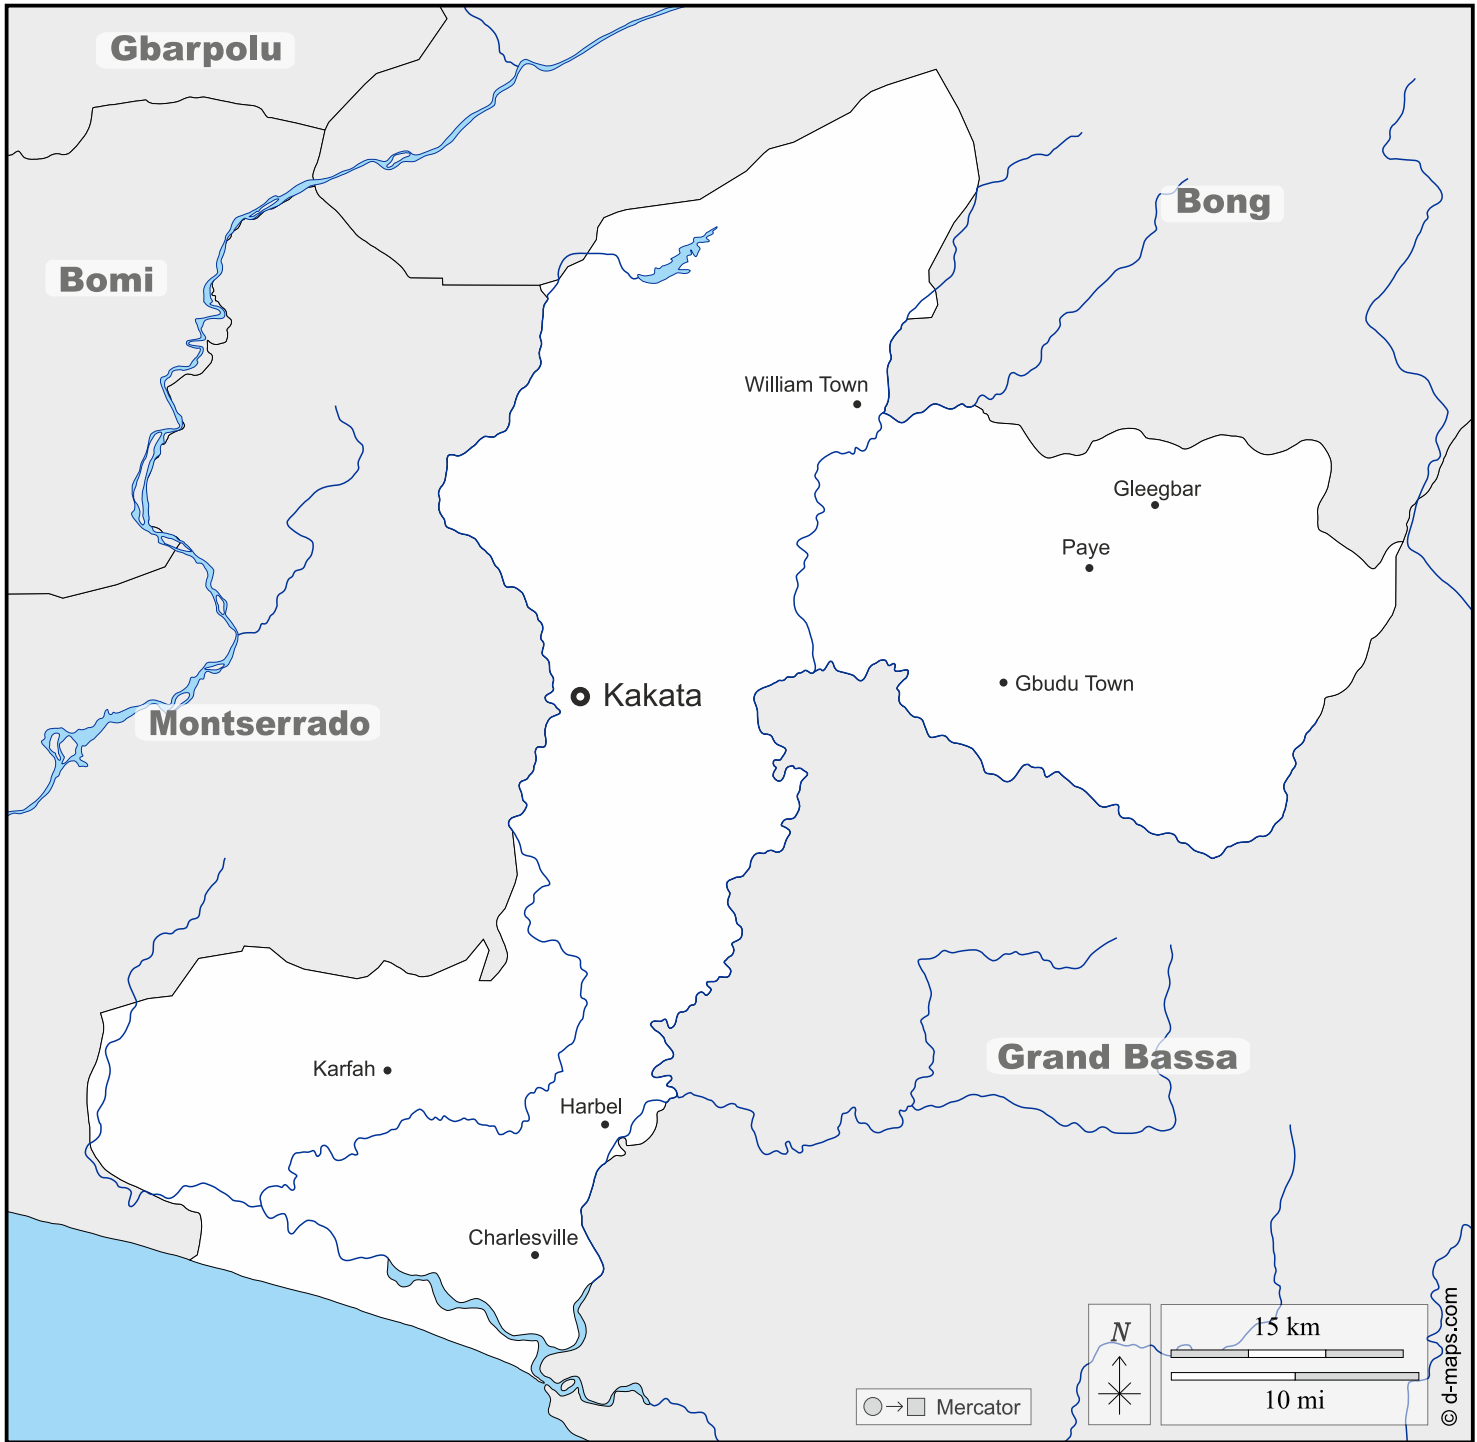 Gbarpolu
Bong
Bomi
William Town
Gleegbar
Paye
Gbudu Town
Kakata
Montserrado
Grand Bassa
Karfah
Harbel
Charlesville
N
15 km
10 mi
Mercator
© d-maps.com